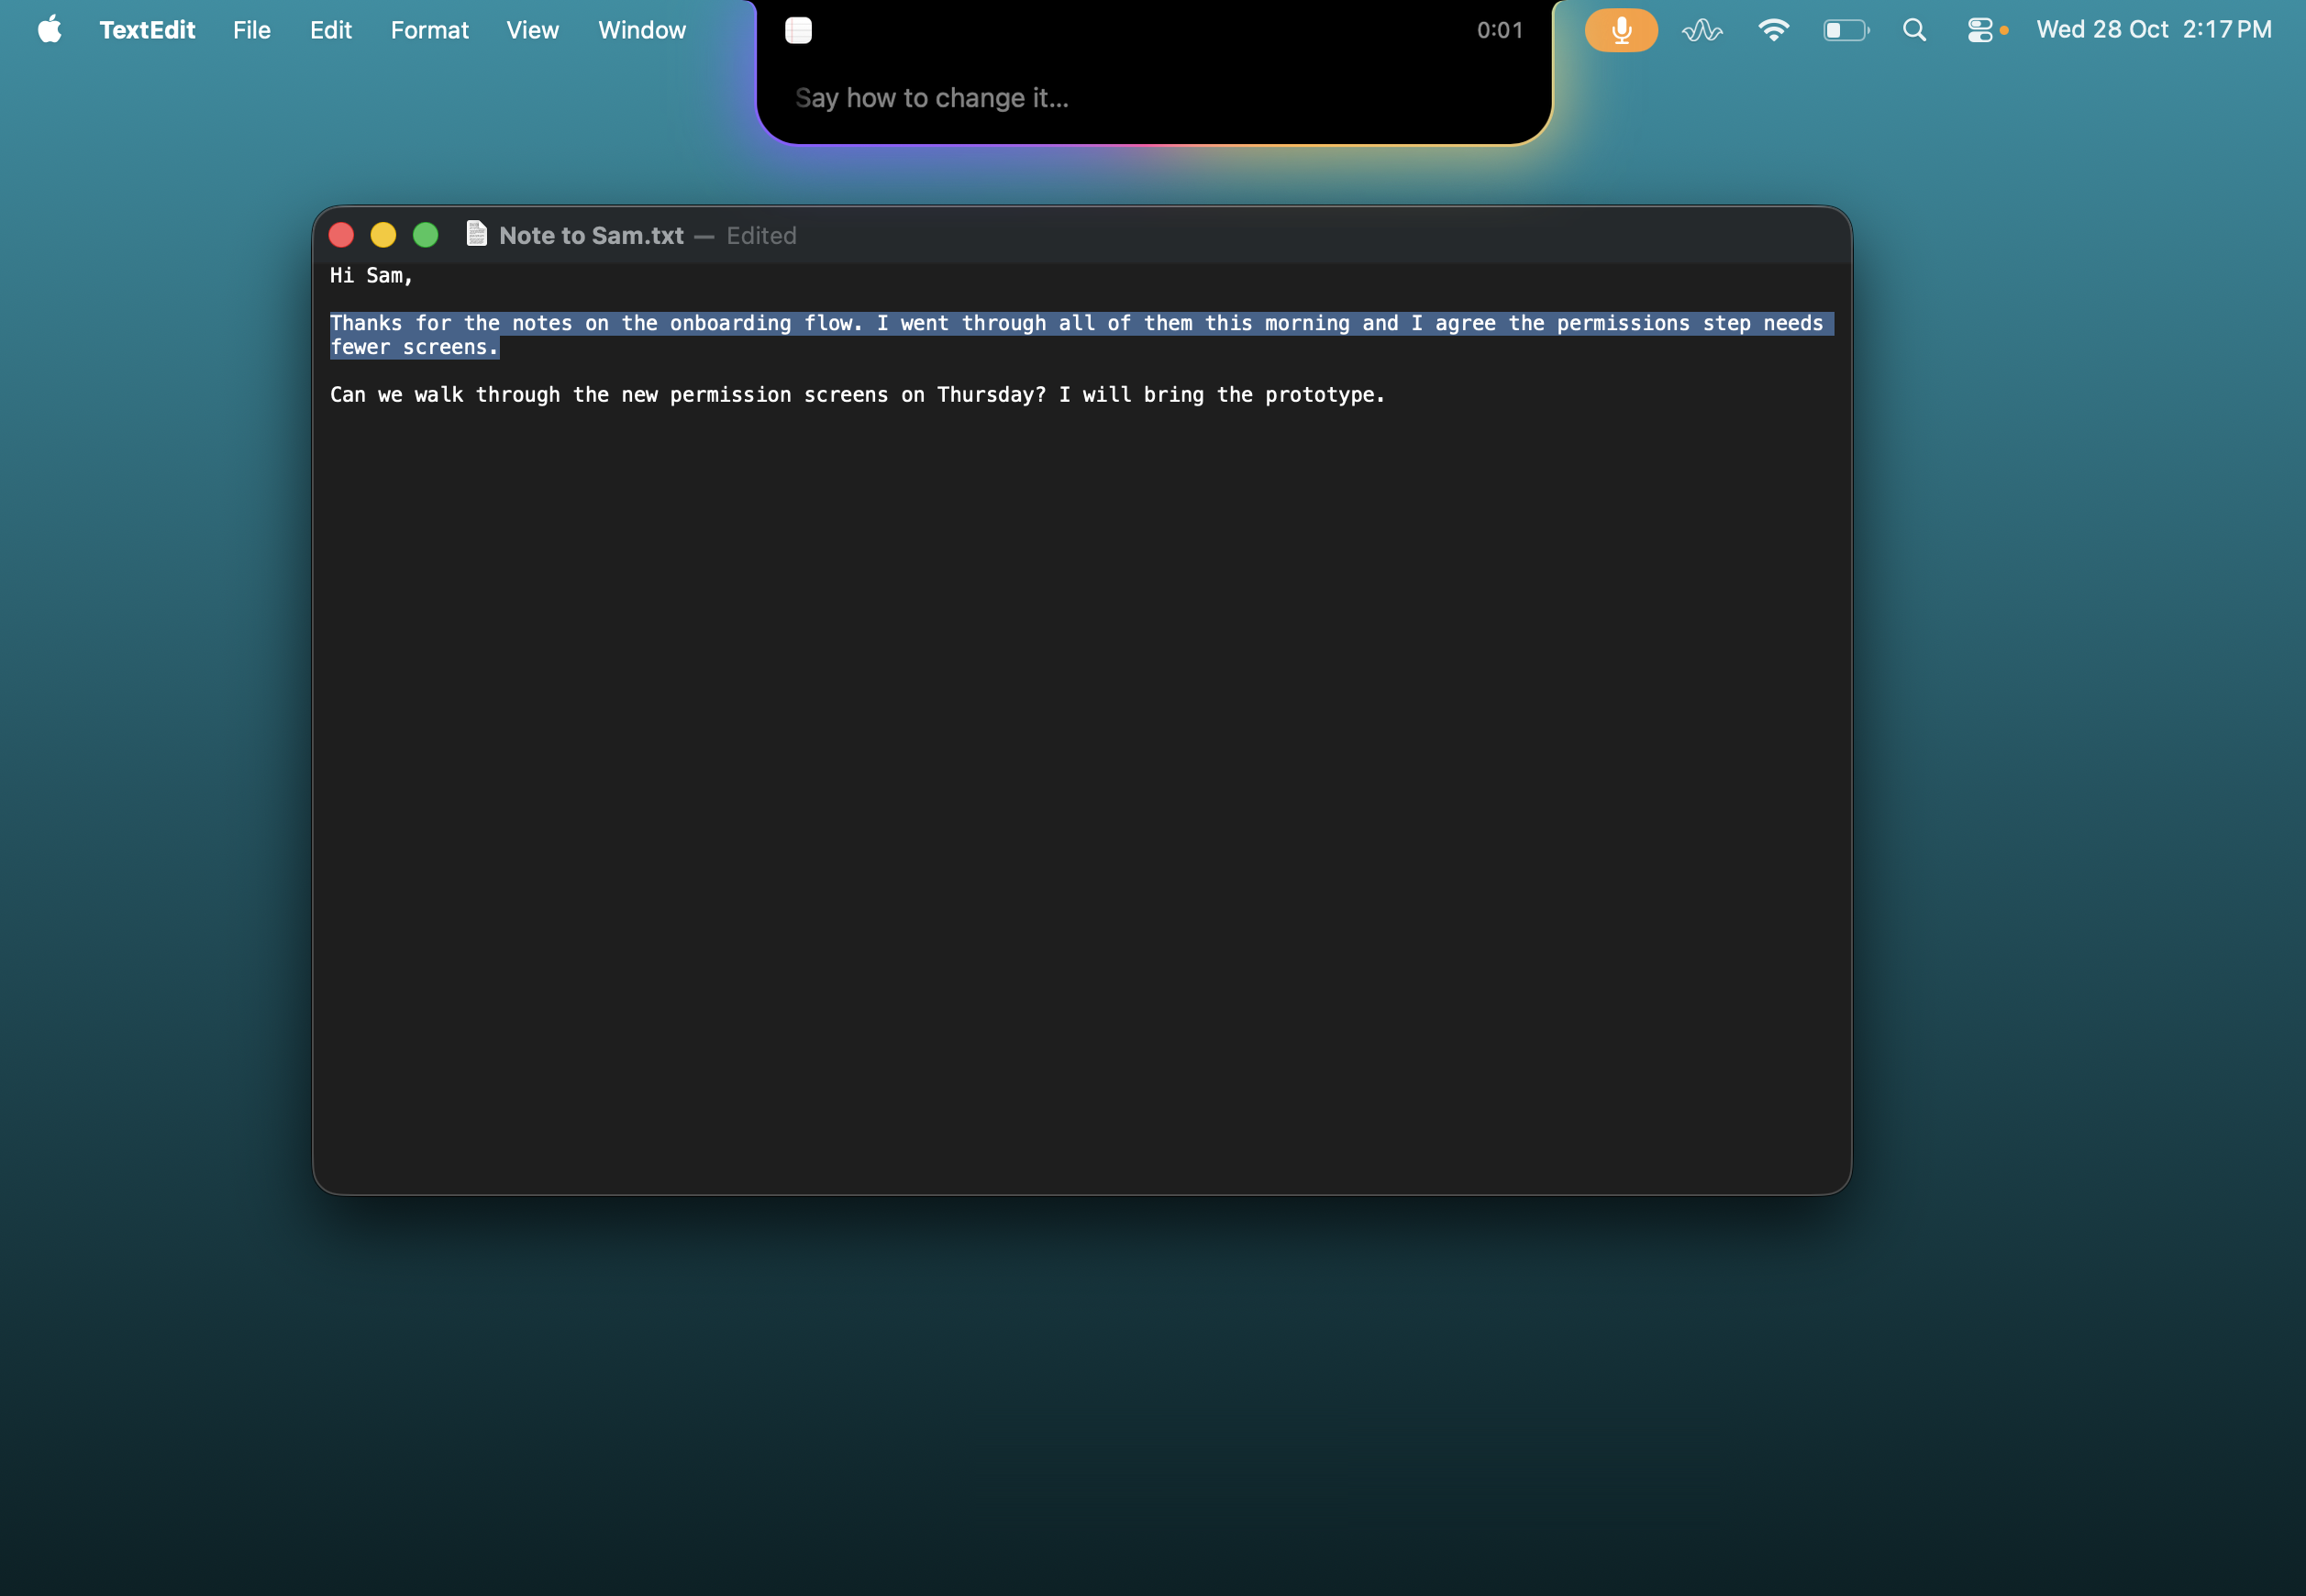 TextEdit File Edit Format View Window 0:01 Wed 28 Oct 2:17 PM
Say how to change it...
Note to Sam.txt — Edited
Hi Sam,
Thanks for the notes on the onboarding flow. I went through all of them this morning and I agree the permissions step needs
fewer screens.
Can we walk through the new permission screens on Thursday? I will bring the prototype.